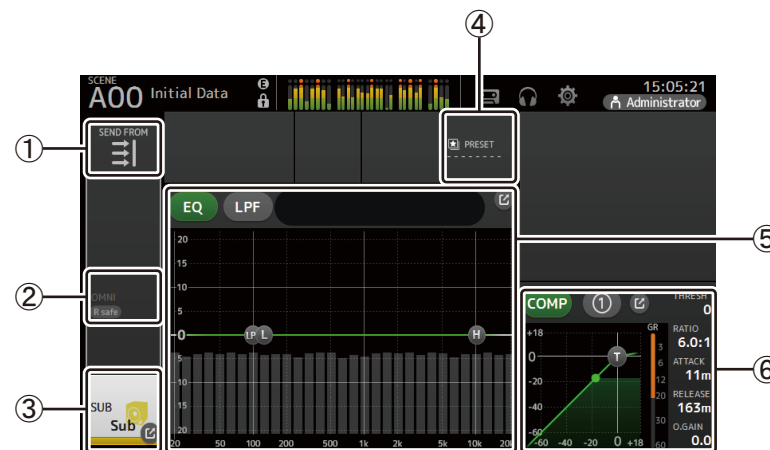 ④
SCENE
A00 Initial Data
E
15:05:21
Administrator
①
SEND FROM
PRESET
EQ
LPF
⑤
20
15
10
5
0
5
10
15
20
LP
L
H
20 50 100 200 500 1k 2k 5k 10k 20k
②
OMNI
R safe
③
SUB
Sub
COMP
①
THRESH
0
RATIO
6.0:1
ATTACK
11m
RELEASE
163m
O.GAIN
0.0
GR
3
6
12
20
30
60
+18
0
-20
-40
-60
T
-60 -40 -20 0 +18
⑥